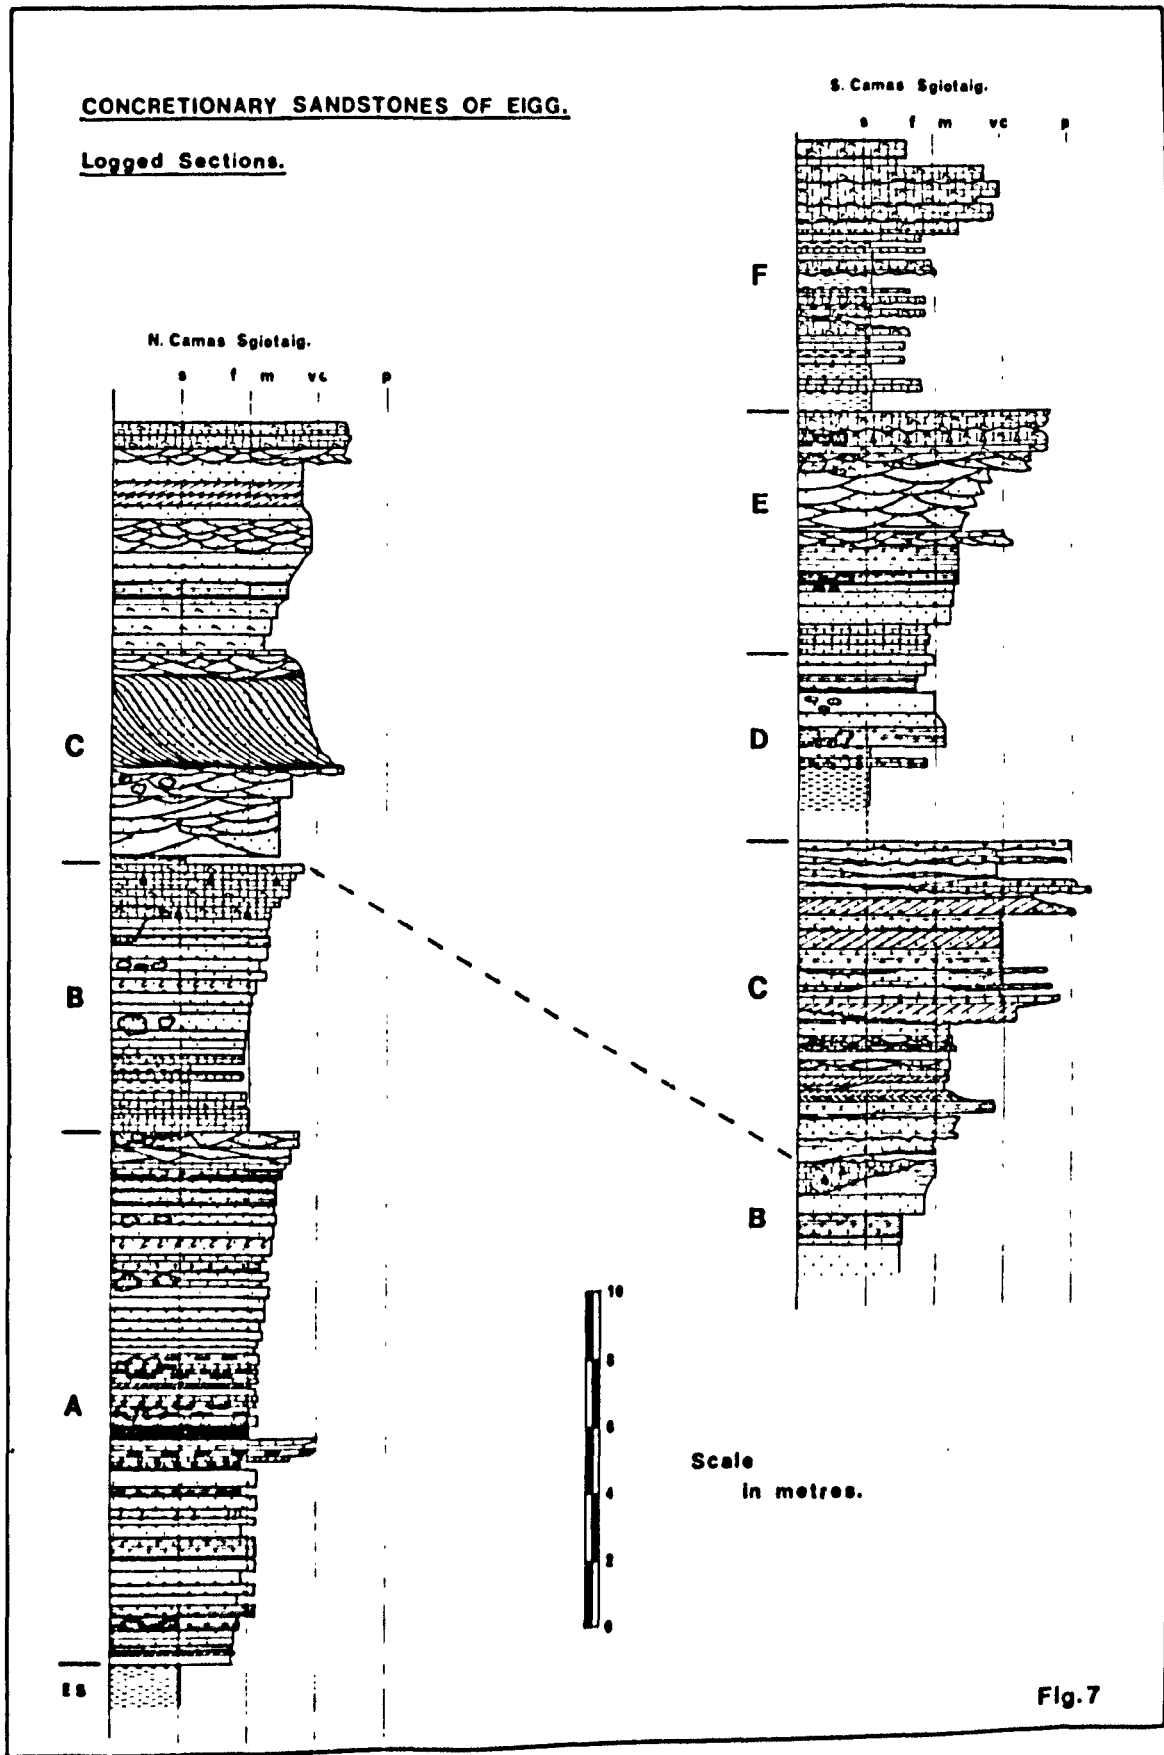 CONCRETIONARY SANDSTONES OF EIGG.
Logged Sections.
S. Camas Sgiotaig.
s f m vc p
F
E
D
C
B
N. Camas Sgiotaig.
s f m vc p
C
B
A
ES
10
8
6
4
2
0
Scale
in metres.
Fig. 7